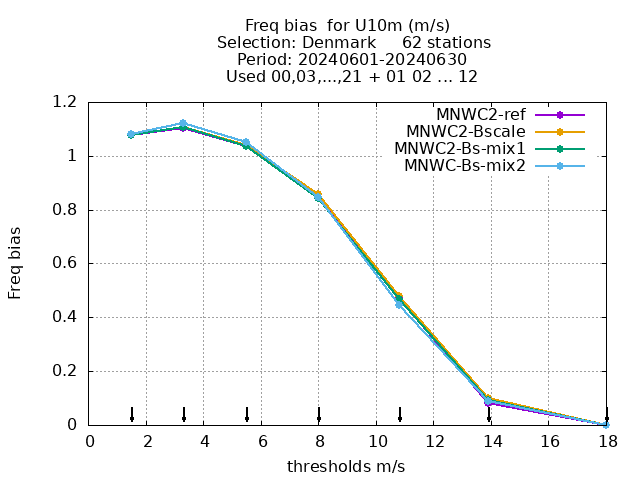 Freq bias  for U10m (m/s)
Selection: Denmark     62 stations
Period: 20240601-20240630
Used 00,03,...,21 + 01 02 ... 12
MNWC2-ref
MNWC2-Bscale
MNWC2-Bs-mix1
MNWC-Bs-mix2
1.2
1
0.8
0.6
0.4
0.2
0
Freq bias
0 2 4 6 8 10 12 14 16 18
thresholds m/s